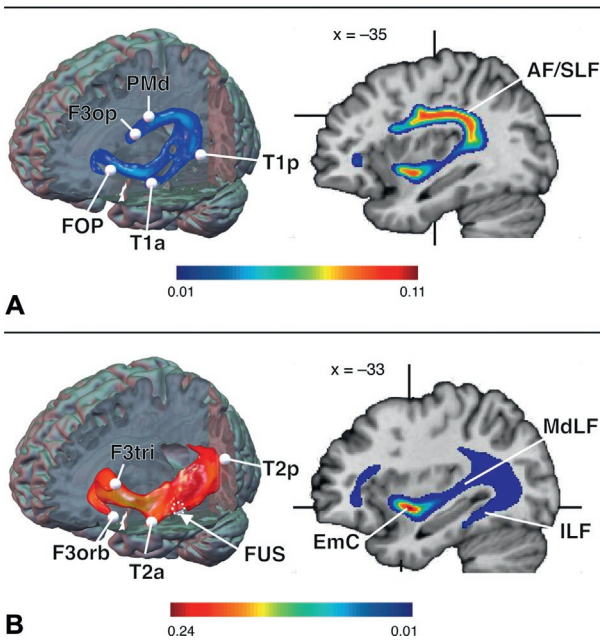 x = –35
AF/SLF
PMd
F3op
T1p
FOP
T1a
0.01
0.11
A
x = –33
MdLF
F3tri
T2p
F3orb
FUS
T2a
EmC
ILF
0.24
0.01
B